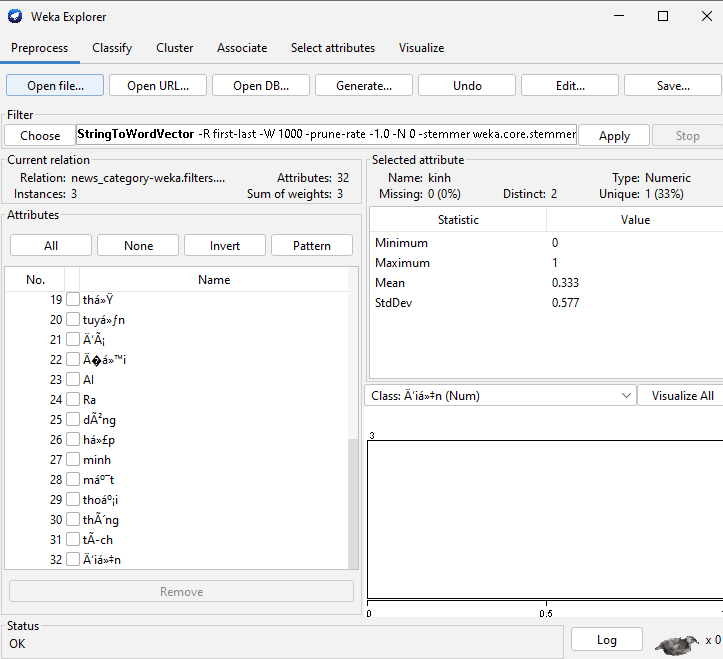 Weka Explorer
Preprocess Classify Cluster Associate Select attributes Visualize
Open file... Open URL... Open DB... Generate... Undo Edit... Save...
Filter
Choose StringToWordVector -R first-last -W 1000 -prune-rate -1.0 -N 0 -stemmer weka.core.stemmer Apply Stop
Current relation
Relation: news_category-weka.filters.... Attributes: 32
Instances: 3 Sum of weights: 3
Selected attribute
Name: kinh Type: Numeric
Missing: 0 (0%) Distinct: 2 Unique: 1 (33%)
Statistic Value
Minimum 0
Maximum 1
Mean 0.333
StdDev 0.577
Attributes
All None Invert Pattern
No. Name
19 thá»Ÿ
20 tuyá»ƒn
21 Ä‘Ã¡
22 Ä�á»™i
23 AI
24 Ra
25 dÃ²ng
26 há»£p
27 minh
28 máº¯t
29 thoáº¡i
30 thÃ´ng
31 tÃ­ch
32 Ä‘iá»‡n
Remove
Class: Ä‘iá»‡n (Num) Visualize All
3
0 0.5 1
Status
OK
Log x 0